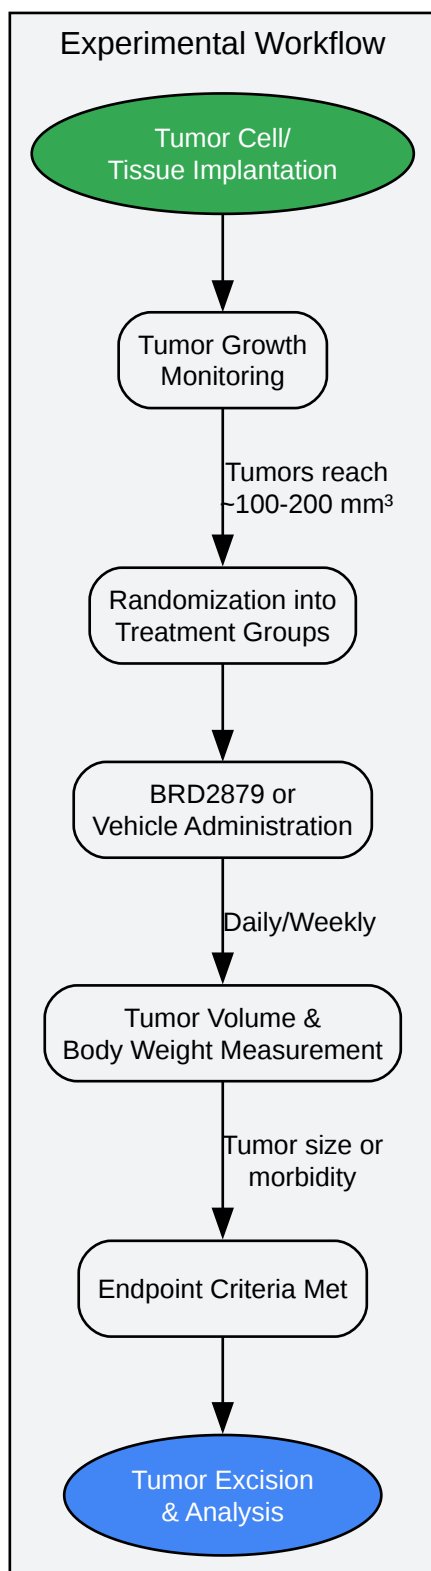 Experimental Workflow
Tumor Cell/
Tissue Implantation
Tumor Growth
Monitoring
Tumors reach
~100-200 mm³
Randomization into
Treatment Groups
BRD2879 or
Vehicle Administration
Daily/Weekly
Tumor Volume &
Body Weight Measurement
Tumor size or
morbidity
Endpoint Criteria Met
Tumor Excision
& Analysis